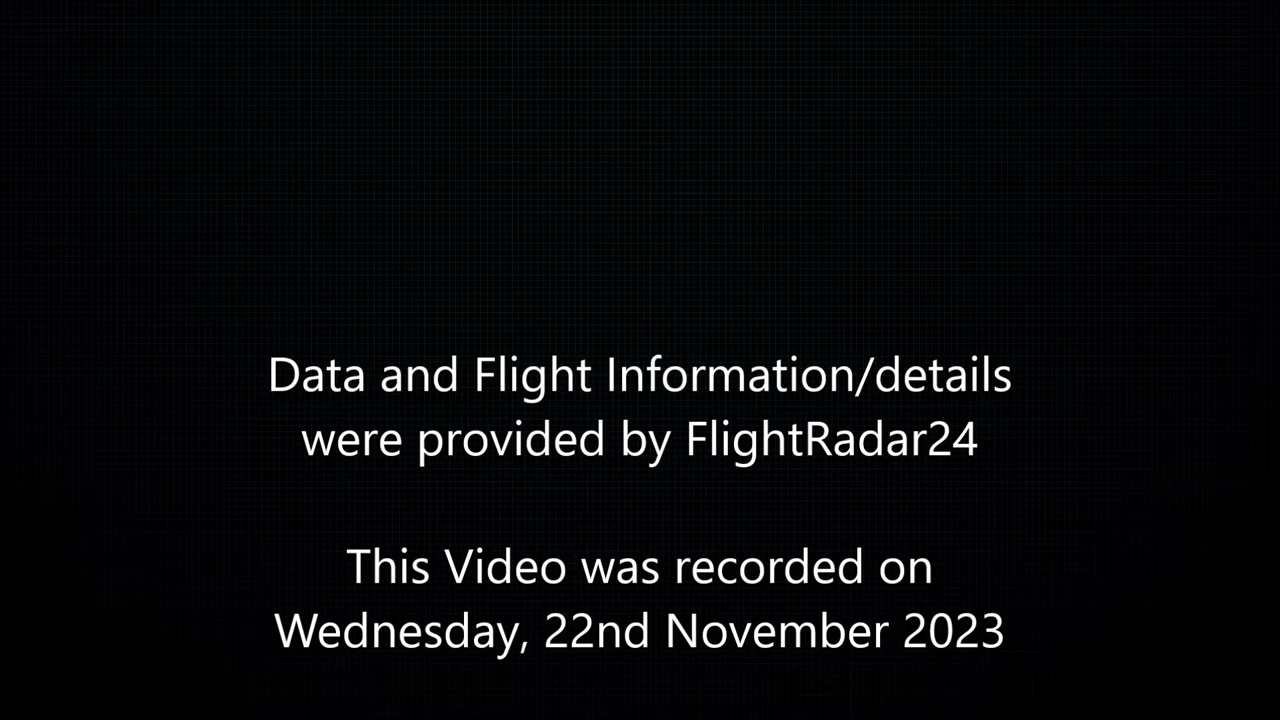 Data and Flight Information/details
were provided by FlightRadar24
This Video was recorded on
Wednesday, 22nd November 2023